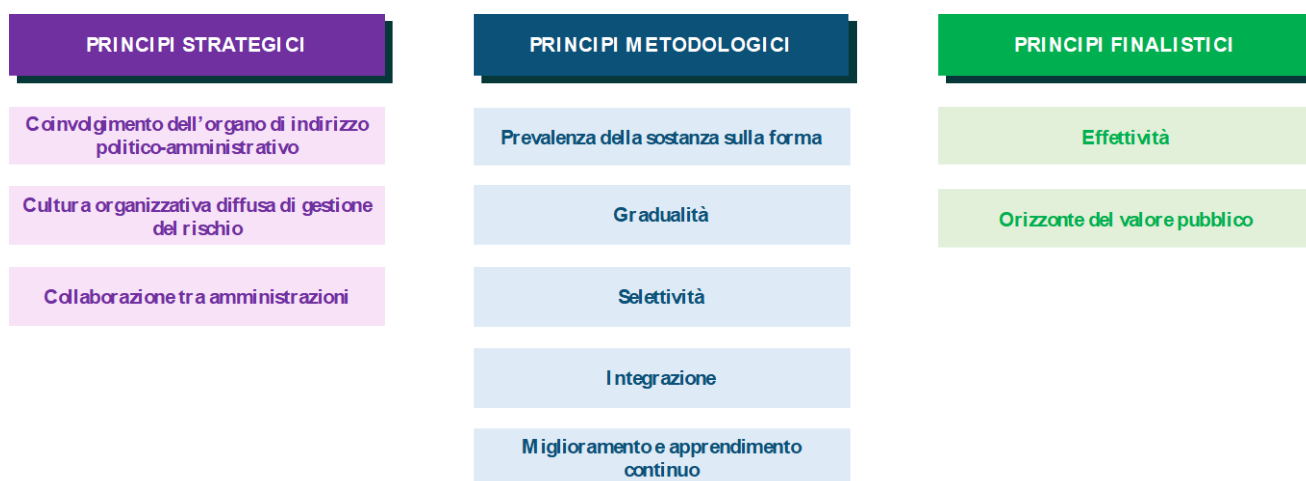 PRINCIPI STRATEGICI
Coinvolgimento dell'organo di indirizzo
politico-amministrativo
Cultura organizzativa diffusa di gestione
del rischio
Collaborazione tra amministrazioni
PRINCIPI METODOLOGICI
Prevalenza della sostanza sulla forma
Gradualità
Selettività
Integrazione
Miglioramento e apprendimento
continuo
PRINCIPI FINALISTICI
Effettività
Orizzonte del valore pubblico